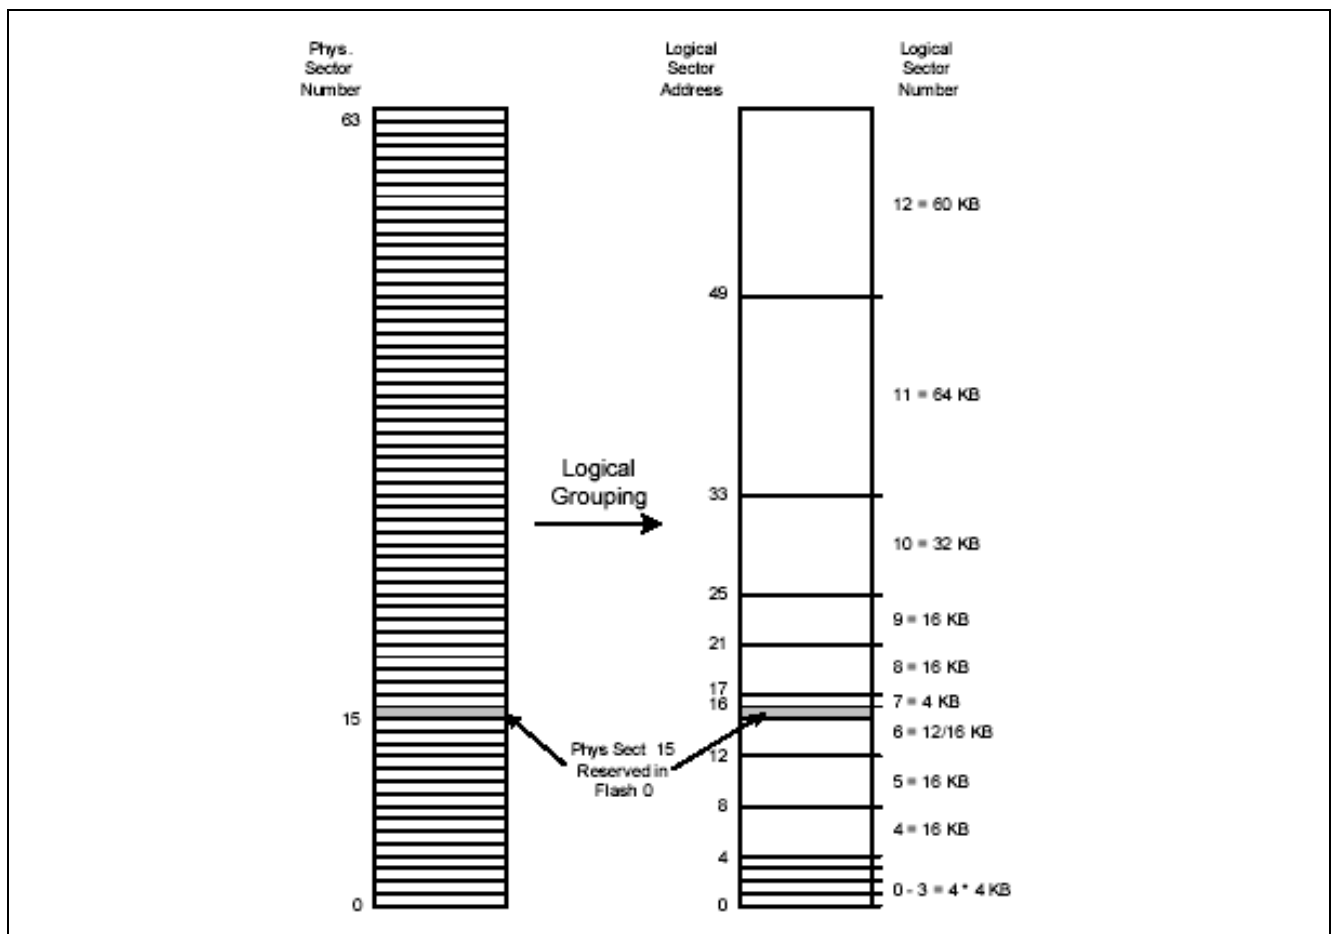 Phys.
Sector
Number
Logical
Sector
Address
Logical
Sector
Number
63
12 = 60 KB
49
11 = 64 KB
Logical
Grouping
33
10 = 32 KB
25
9 = 16 KB
21
8 = 16 KB
17
16
7 = 4 KB
15
6 = 12/16 KB
Phys Sect 15
Reserved in
Flash 0
12
5 = 16 KB
8
4 = 16 KB
4
0 - 3 = 4 * 4 KB
0
0